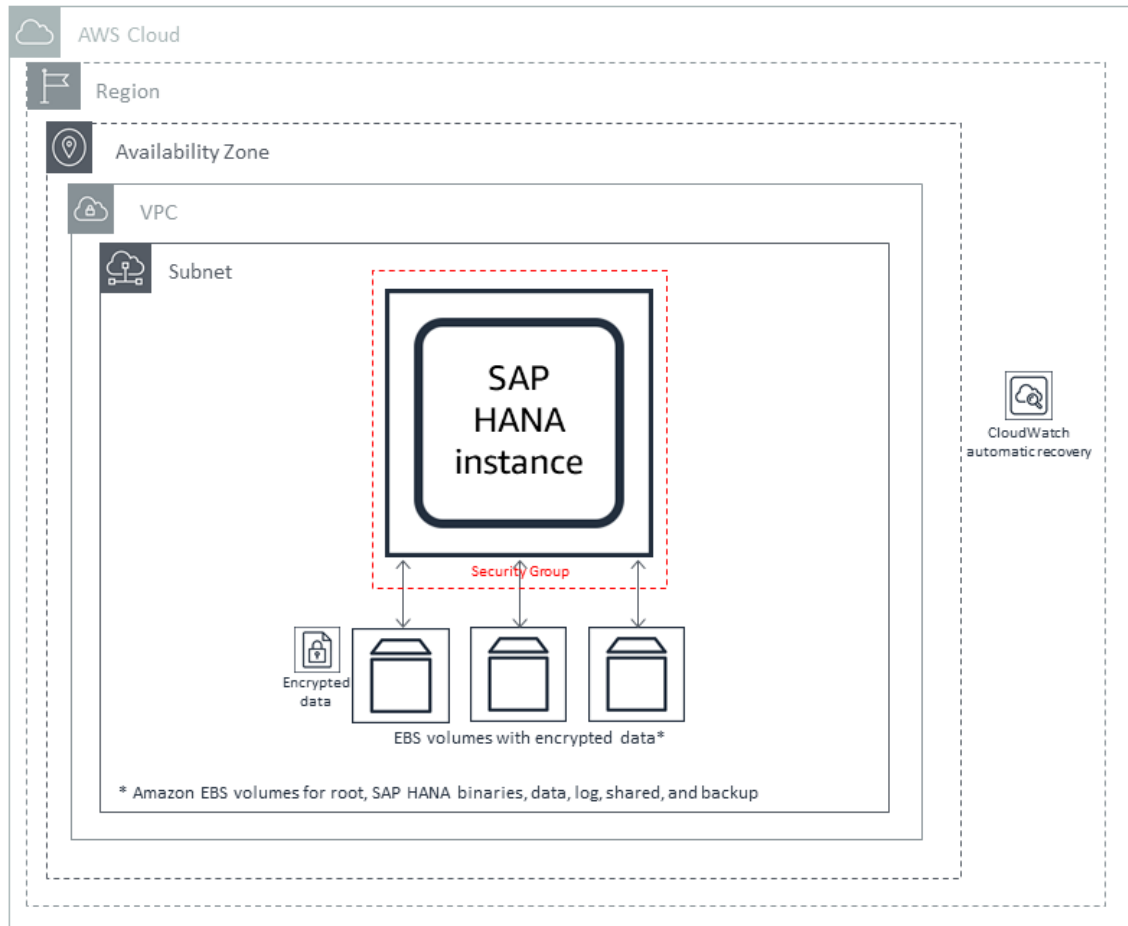 AWS Cloud
Region
Availability Zone
VPC
Subnet
SAP
HANA
instance
CloudWatch
automatic recovery
Security Group
Encrypted
data
EBS volumes with encrypted data*
* Amazon EBS volumes for root, SAP HANA binaries, data, log, shared, and backup